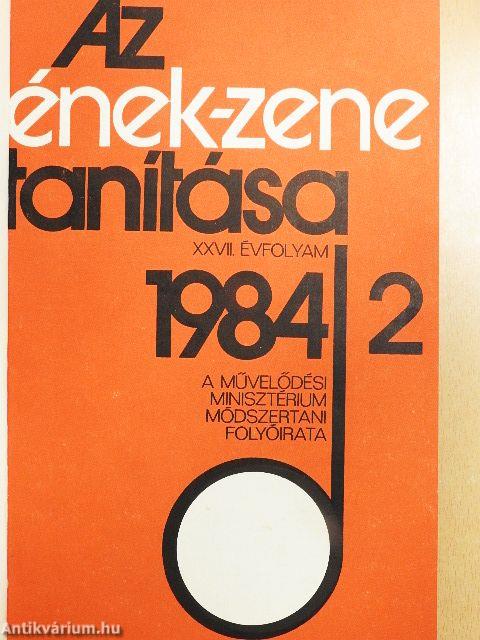 Az
ének-zene
tanítása
XXVII. ÉVFOLYAM
1984 2
A MŰVELŐDÉSI
MINISZTÉRIUM
MÓDSZERTANI
FOLYÓIRATA
Antikvárium.hu